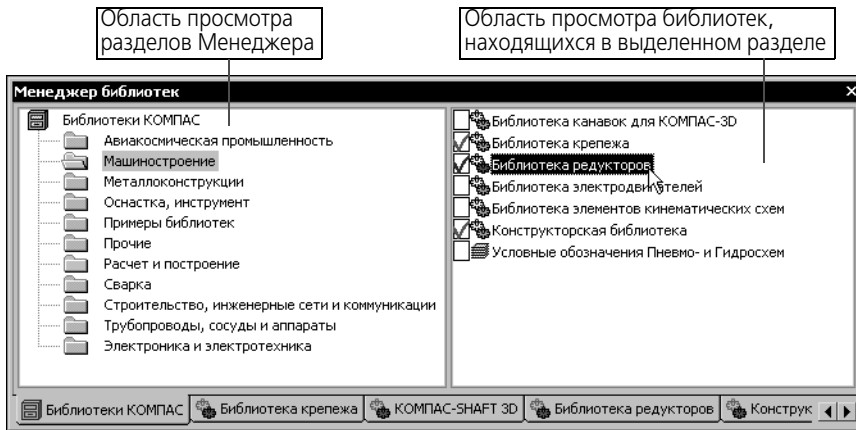 Область просмотра
разделов Менеджера
Область просмотра библиотек,
находящихся в выделенном разделе
Менеджер библиотек
Библиотеки КОМПАС
Авиакосмическая промышленность
Машиностроение
Металлоконструкции
Оснастка, инструмент
Примеры библиотек
Прочие
Расчет и построение
Сварка
Строительство, инженерные сети и коммуникации
Трубопроводы, сосуды и аппараты
Электроника и электротехника
Библиотека канавок для КОМПАС-3D
Библиотека крепежа
Библиотека редукторов
Библиотека электродвигателей
Библиотека элементов кинематических схем
Конструкторская библиотека
Условные обозначения Пневмо- и Гидросхем
Библиотеки КОМПАС
Библиотека крепежа
КОМПАС-SHAFT 3D
Библиотека редукторов
Конструк